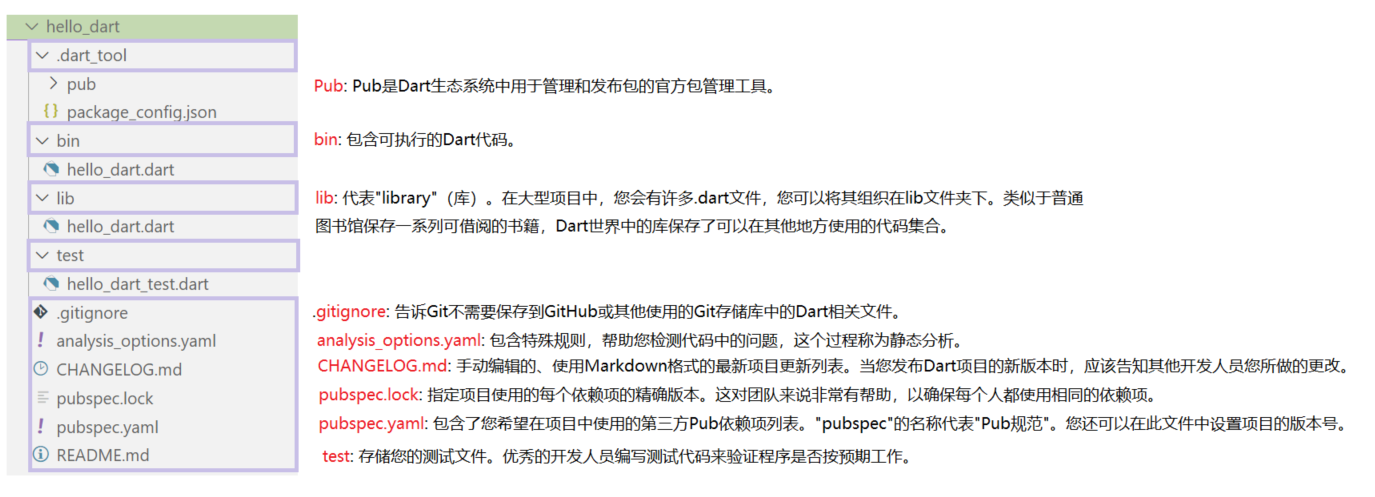 hello_dart
.dart_tool
pub
Pub: Pub是Dart生态系统中用于管理和发布包的官方包管理工具。
{} package_config.json
bin
bin: 包含可执行的Dart代码。
hello_dart.dart
lib
lib: 代表"library"（库）。在大型项目中，您会有许多.dart文件，您可以将其组织在lib文件夹下。类似于普通
hello_dart.dart
图书馆保存一系列可借阅的书籍，Dart世界中的库保存了可以在其他地方使用的代码集合。
test
hello_dart_test.dart
.gitignore
.gitignore: 告诉Git不需要保存到GitHub或其他使用的Git存储库中的Dart相关文件。
! analysis_options.yaml
analysis_options.yaml: 包含特殊规则，帮助您检测代码中的问题，这个过程称为静态分析。
CHANGELOG.md
CHANGELOG.md: 手动编辑的、使用Markdown格式的最新项目更新列表。当您发布Dart项目的新版本时，应该告知其他开发人员您所做的更改。
pubspec.lock
pubspec.lock: 指定项目使用的每个依赖项的精确版本。这对团队来说非常有帮助，以确保每个人都使用相同的依赖项。
! pubspec.yaml
pubspec.yaml: 包含了您希望在项目中使用的第三方Pub依赖项列表。"pubspec"的名称代表"Pub规范"。您还可以在此文件中设置项目的版本号。
README.md
test: 存储您的测试文件。优秀的开发人员编写测试代码来验证程序是否按预期工作。